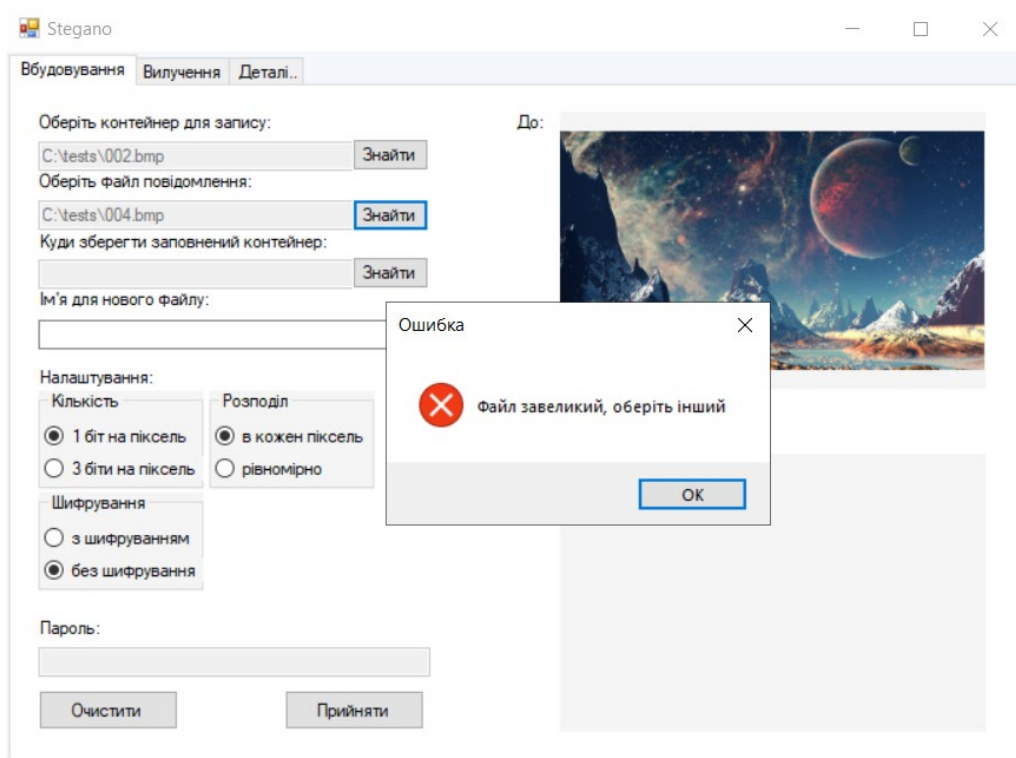 Stegano
Вбудовування Вилучення Деталі..
Оберіть контейнер для запису:
До:
C:\tests\002.bmp
Знайти
Оберіть файл повідомлення:
C:\tests\004.bmp
Знайти
Куди зберегти заповнений контейнер:
Знайти
Ім'я для нового файлу:
Ошибка
Файл завеликий, оберіть інший
OK
Налаштування:
Кількість
1 біт на піксель
3 біти на піксель
Розподіл
в кожен піксель
рівномірно
Шифрування
з шифруванням
без шифрування
Пароль:
Очистити
Прийняти